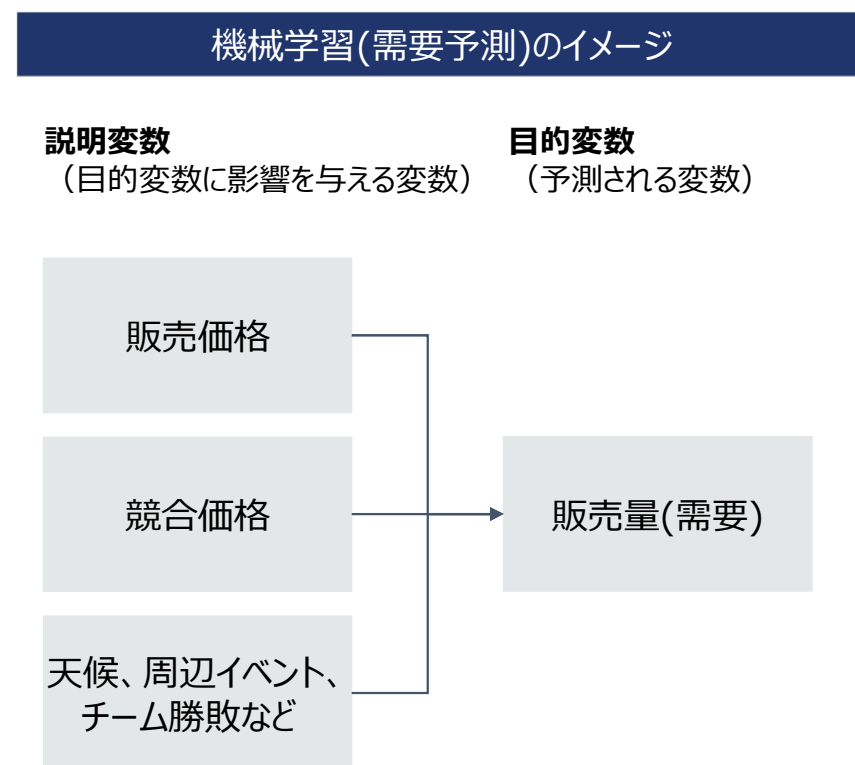 機械学習(需要予測)のイメージ
説明変数
（目的変数に影響を与える変数）
目的変数
（予測される変数）
販売価格
競合価格
販売量(需要)
天候、周辺イベント、
チーム勝敗など